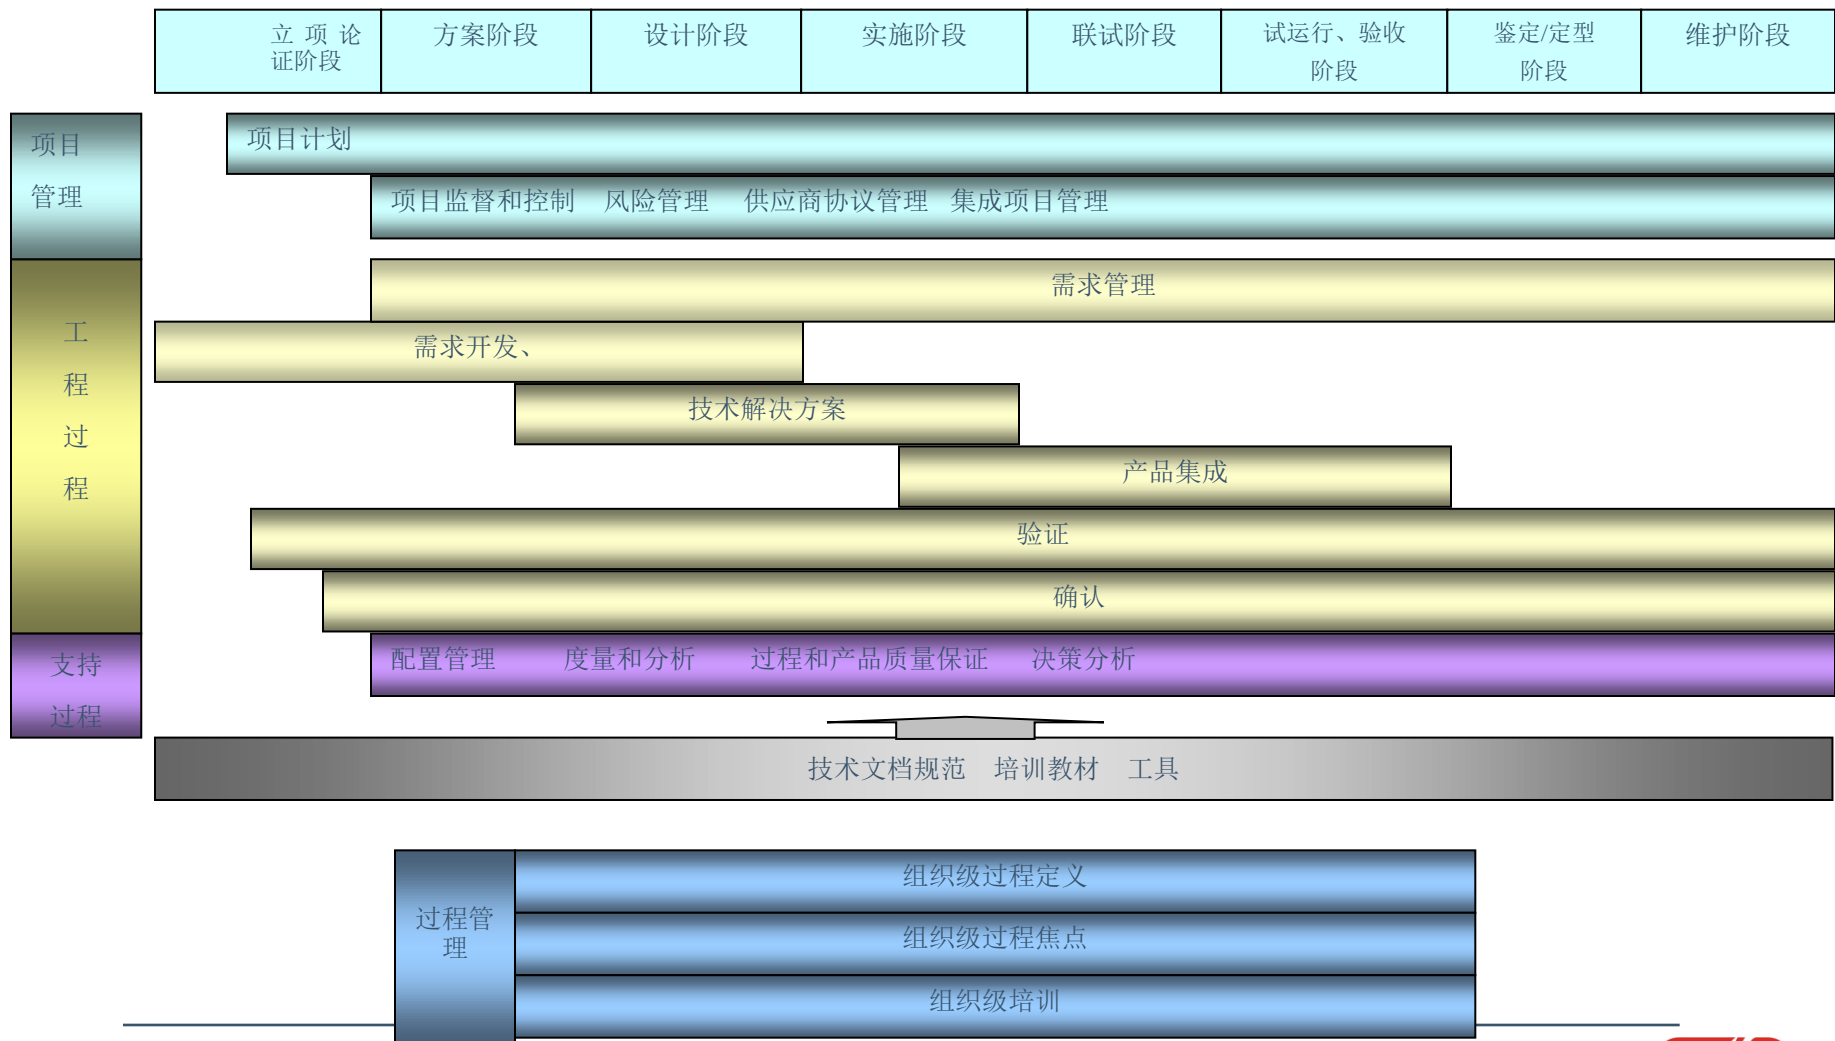 立 项 论
证阶段
方案阶段
设计阶段
实施阶段
联试阶段
试运行、验收
阶段
鉴定/定型
阶段
维护阶段
项目
管理
项目计划
项目监督和控制 风险管理 供应商协议管理 集成项目管理
工
程
过
程
需求管理
需求开发、
技术解决方案
产品集成
验证
确认
支持
过程
配置管理 度量和分析 过程和产品质量保证 决策分析
技术文档规范 培训教材 工具
过程管
理
组织级过程定义
组织级过程焦点
组织级培训